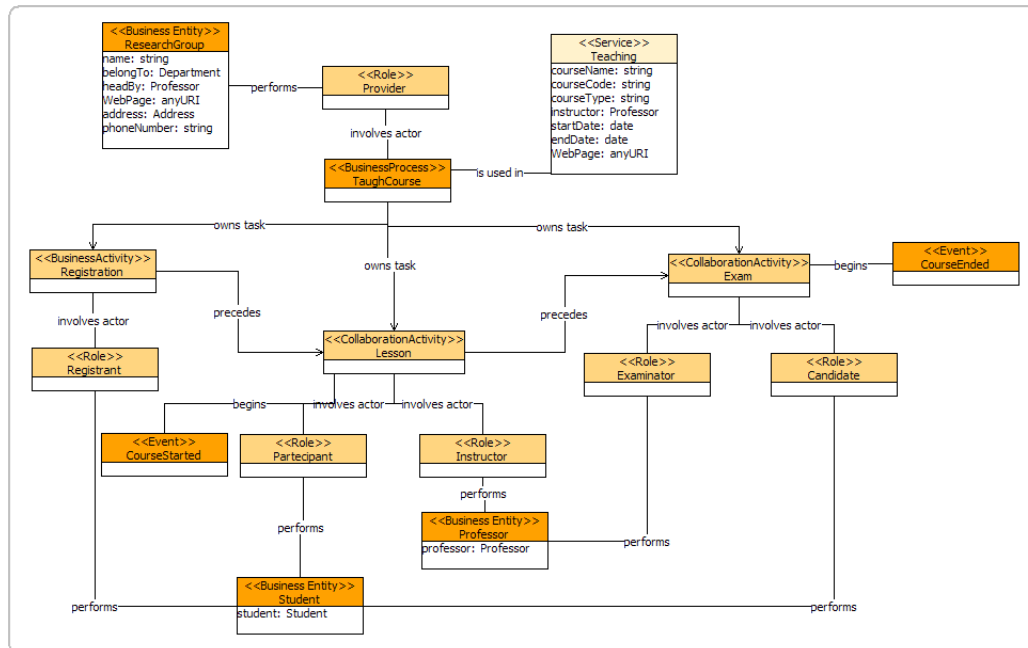 <<Business Entity>>
ResearchGroup
name: string
belongTo: Department
headBy: Professor
WebPage: anyURI
address: Address
phoneNumber: string
performs
<<Role>>
Provider
<<Service>>
Teaching
courseName: string
courseCode: string
courseType: string
instructor: Professor
startDate: date
endDate: date
WebPage: anyURI
involves actor
<<BusinessProcess>>
TaughCourse
is used in
owns task
owns task
owns task
<<BusinessActivity>>
Registration
<<CollaborationActivity>>
Exam
begins
<<Event>>
CourseEnded
precedes
precedes
involves actor
<<CollaborationActivity>>
Lesson
involves actor
involves actor
<<Role>>
Registrant
<<Role>>
Examinator
<<Role>>
Candidate
begins
involves actor
involves actor
<<Event>>
CourseStarted
<<Role>>
Partecipant
<<Role>>
Instructor
performs
<<Business Entity>>
Professor
professor: Professor
performs
performs
<<Business Entity>>
Student
student: Student
performs
performs